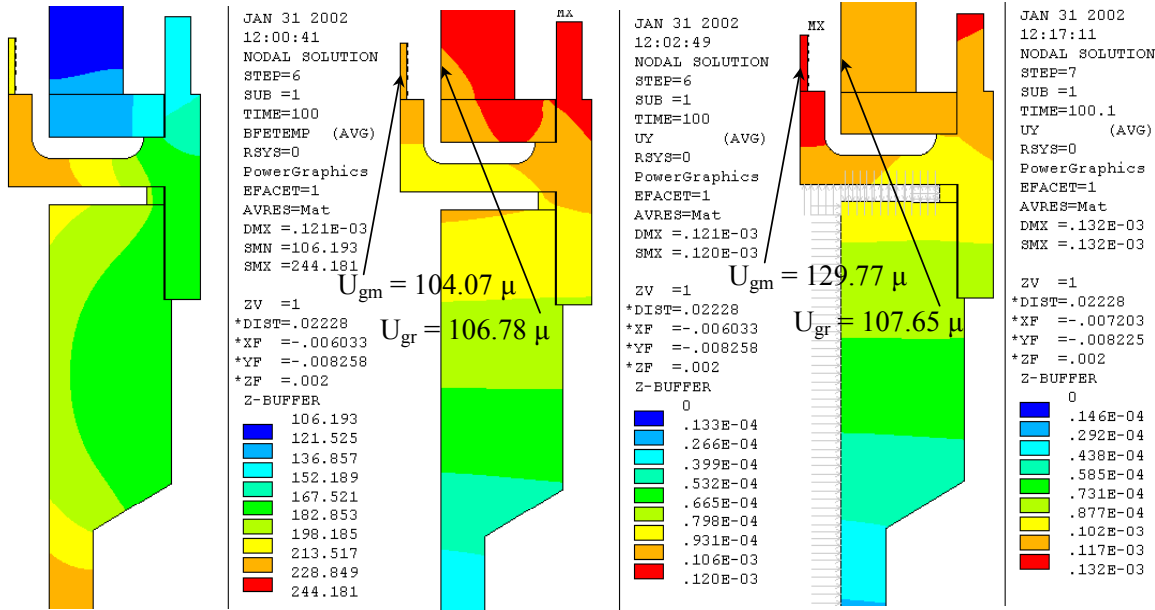 JAN 31 2002
12:00:41
NODAL SOLUTION
STEP=6
SUB =1
TIME=100
BFETEMP (AVG)
RSYS=0
PowerGraphics
EFACET=1
AVRES=Mat
DMX =.121E-03
SMN =106.193
SMX =244.181
ZV =1
*DIST=.02228
*XF =-.006033
*YF =-.008258
*ZF =.002
Z-BUFFER
106.193
121.525
136.857
152.189
167.521
182.853
198.185
213.517
228.849
244.181
MX
Ugm = 104.07 μ
Ugr = 106.78 μ
JAN 31 2002
12:02:49
NODAL SOLUTION
STEP=6
SUB =1
TIME=100
UY (AVG)
RSYS=0
PowerGraphics
EFACET=1
AVRES=Mat
DMX =.121E-03
SMX =.120E-03
ZV =1
*DIST=.02228
*XF =-.006033
*YF =-.008258
*ZF =.002
Z-BUFFER
0
.133E-04
.266E-04
.399E-04
.532E-04
.665E-04
.798E-04
.931E-04
.106E-03
.120E-03
MX
Ugm = 129.77 μ
Ugr = 107.65 μ
JAN 31 2002
12:17:11
NODAL SOLUTION
STEP=7
SUB =1
TIME=100.1
UY (AVG)
RSYS=0
PowerGraphics
EFACET=1
AVRES=Mat
DMX =.132E-03
SMX =.132E-03
ZV =1
*DIST=.02228
*XF =-.007203
*YF =-.008225
*ZF =.002
Z-BUFFER
0
.146E-04
.292E-04
.438E-04
.585E-04
.731E-04
.877E-04
.102E-03
.117E-03
.132E-03